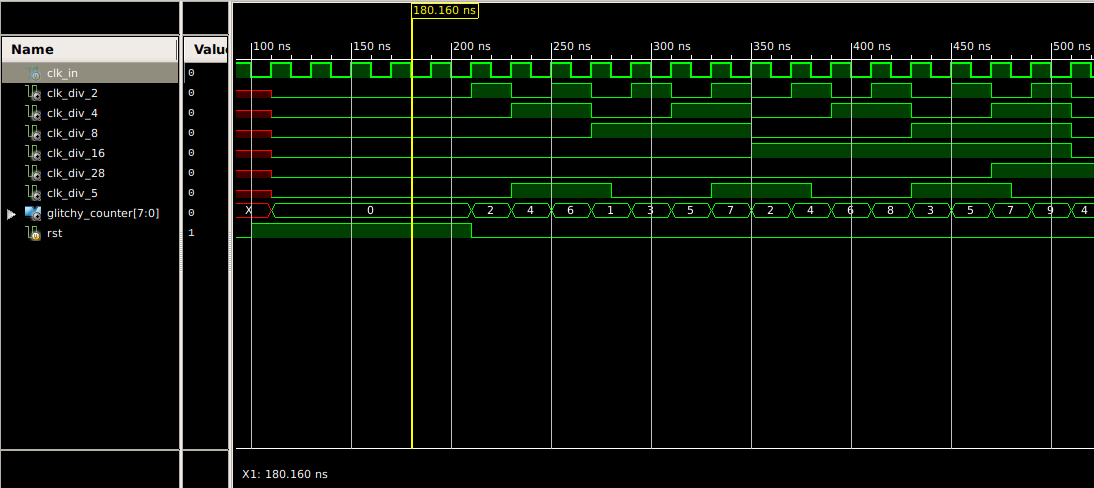 180.160 ns
Name
Value
100 ns 150 ns 200 ns 250 ns 300 ns 350 ns 400 ns 450 ns 500 ns
clk_in 0
clk_div_2 0
clk_div_4 0
clk_div_8 0
clk_div_16 0
clk_div_28 0
clk_div_5 0
glitchy_counter[7:0] 0 X 0 2 4 6 1 3 5 7 2 4 6 8 3 5 7 9 4
rst 1
X1: 180.160 ns